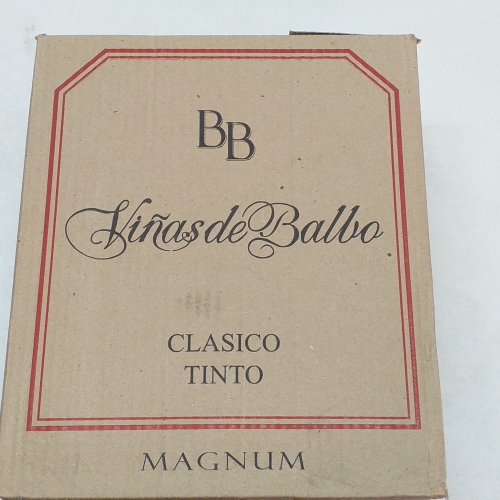 BB
Viñas de Balbo
CLASICO
TINTO
MAGNUM